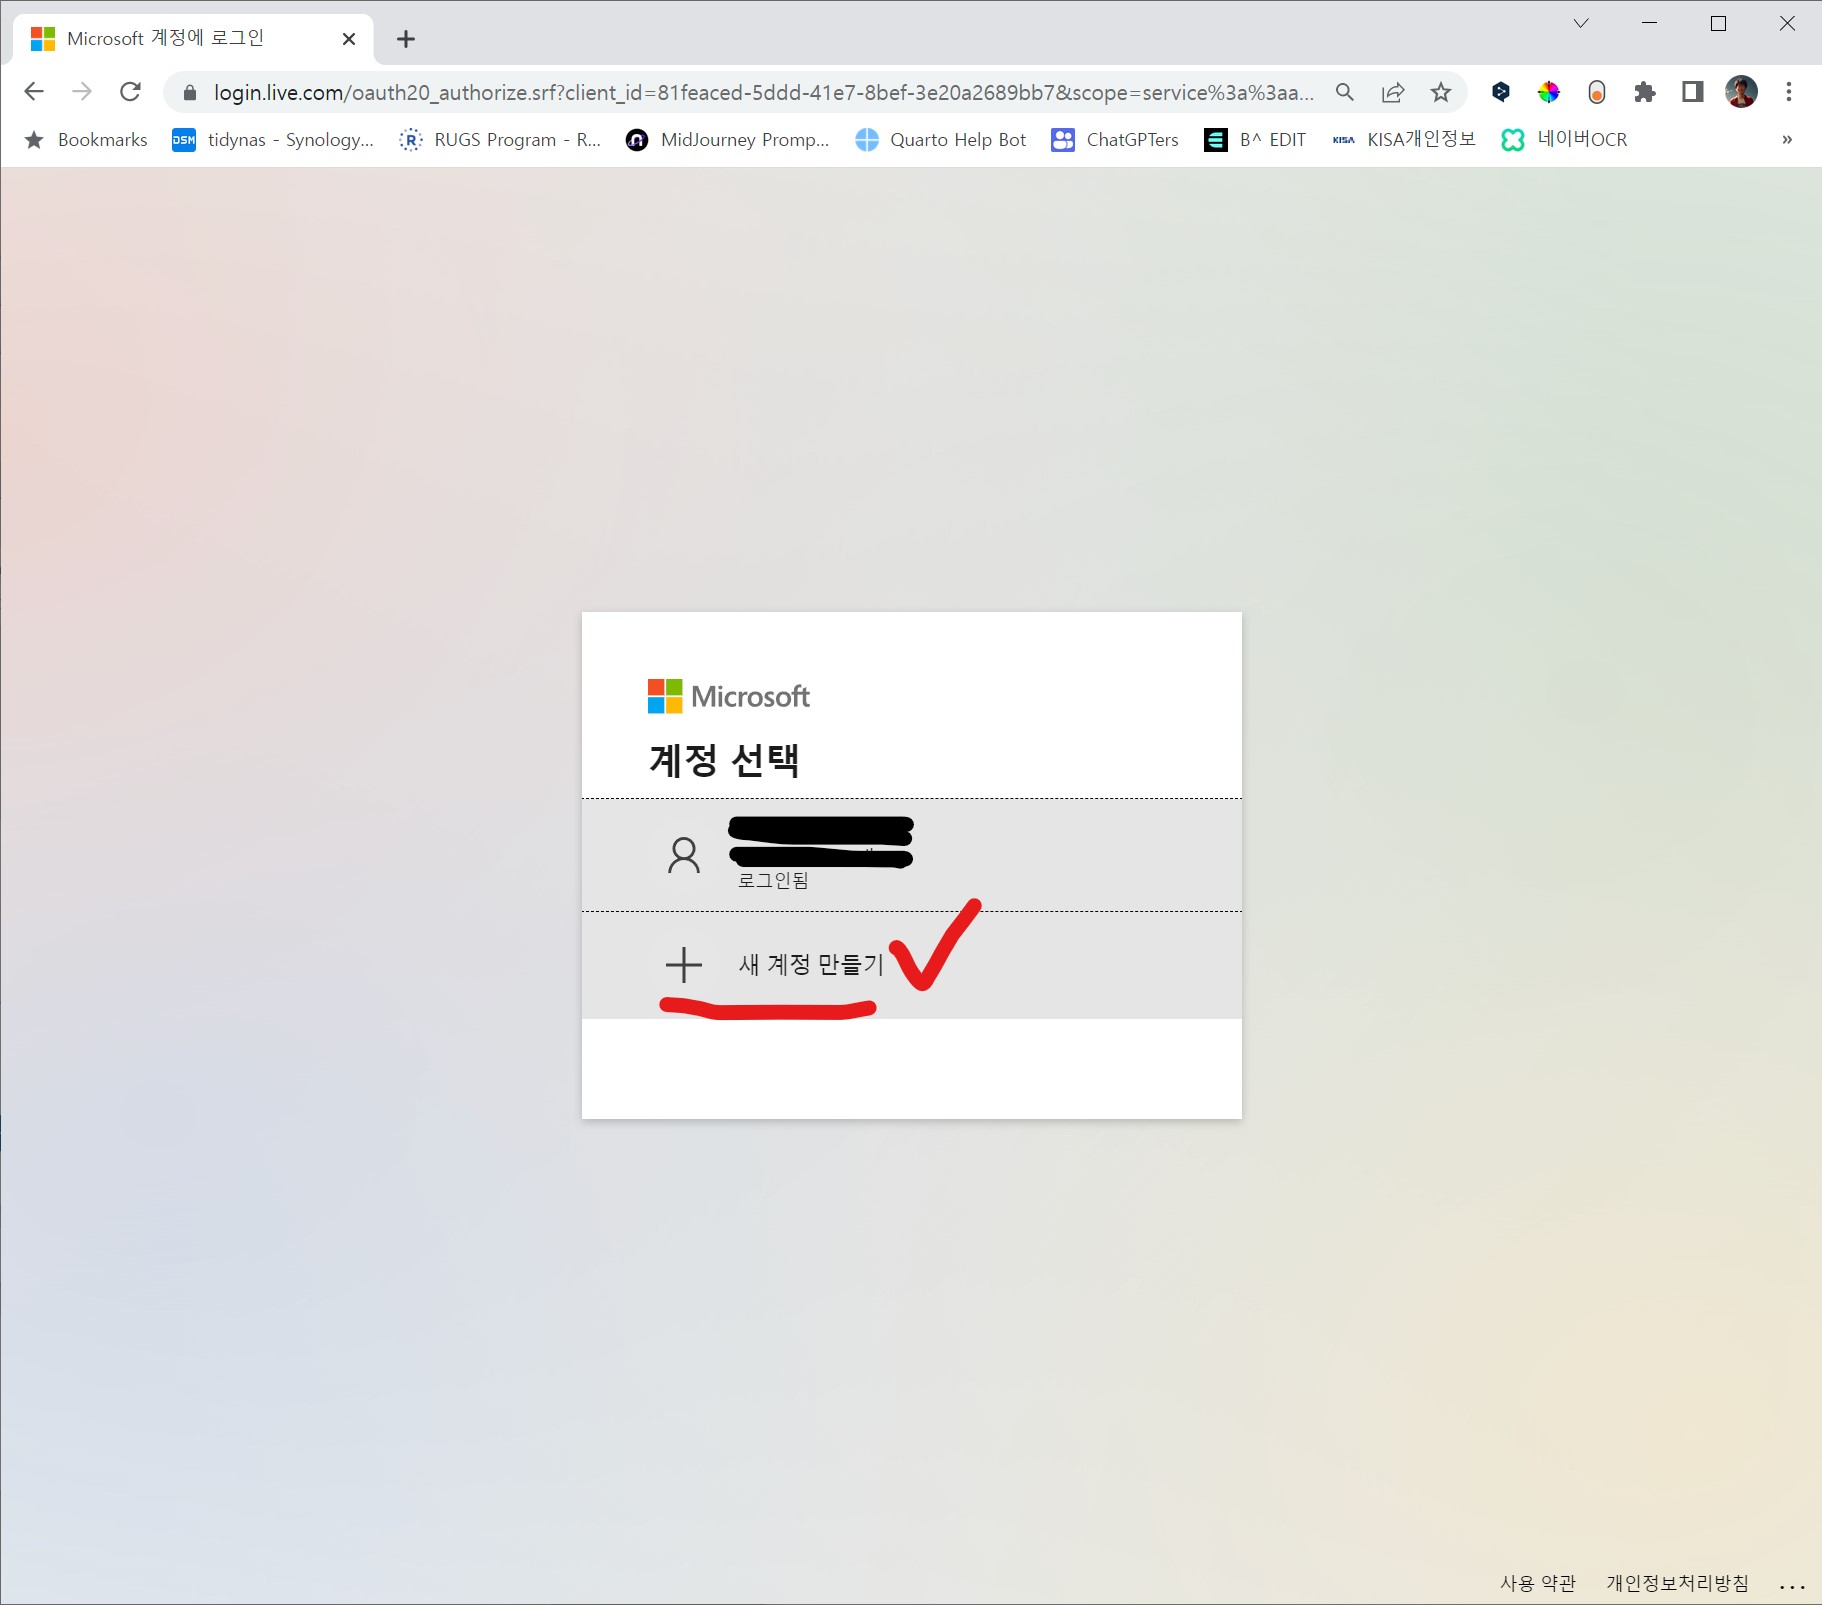 Microsoft 계정에 로그인
login.live.com/oauth20_authorize.srf?client_id=81feaced-5ddd-41e7-8bef-3e20a2689bb7&scope=service%3a%3aa...
Bookmarks DSM tidynas - Synology... R RUGS Program - R... MidJourney Promp... Quarto Help Bot ChatGPTers B^ EDIT KISA KISA개인정보 네이버OCR »
Microsoft
계정 선택
로그인됨
새 계정 만들기
사용 약관 개인정보처리방침 ...